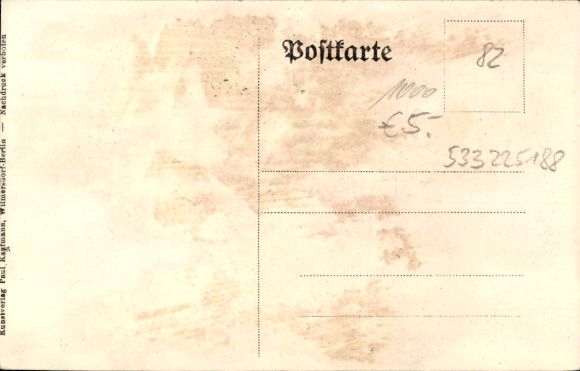 Postkarte
82
1000
€5.-
533225188
Kunstverlag Paul Kaufmann, Wilmersdorf-Berlin — Nachdruck verboten